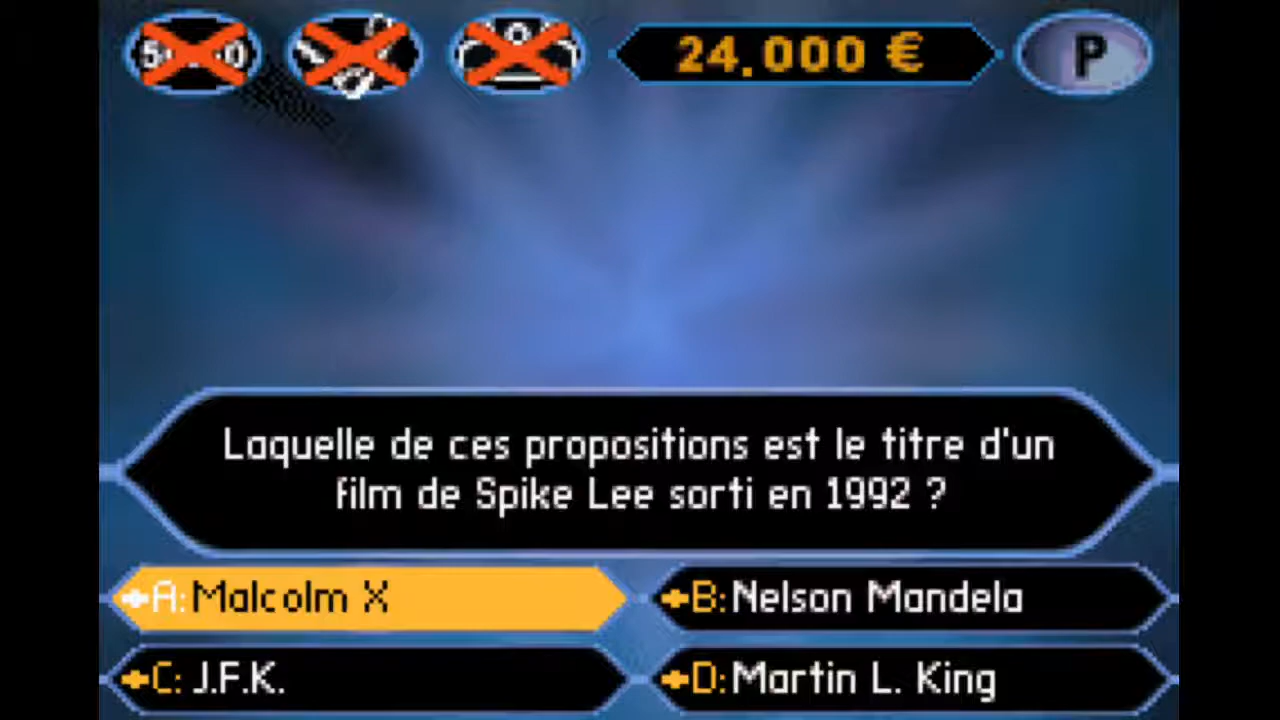 24.000 €
P
Laquelle de ces propositions est le titre d'un
film de Spike Lee sorti en 1992 ?
A: Malcolm X
B: Nelson Mandela
C: J.F.K.
D: Martin L. King